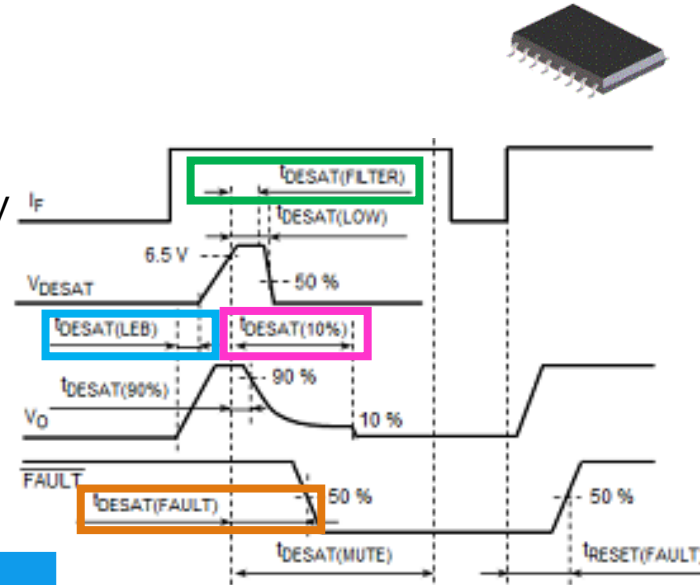 tDESAT(FILTER)
y
IF
tDESAT(LOW)
6.5 V
50 %
VDESAT
tDESAT(LEB)
tDESAT(10%)
90 %
tDESAT(90%)
VO
10 %
FAULT
tDESAT(FAULT)
50 %
50 %
tDESAT(MUTE)
tRESET(FAULT)